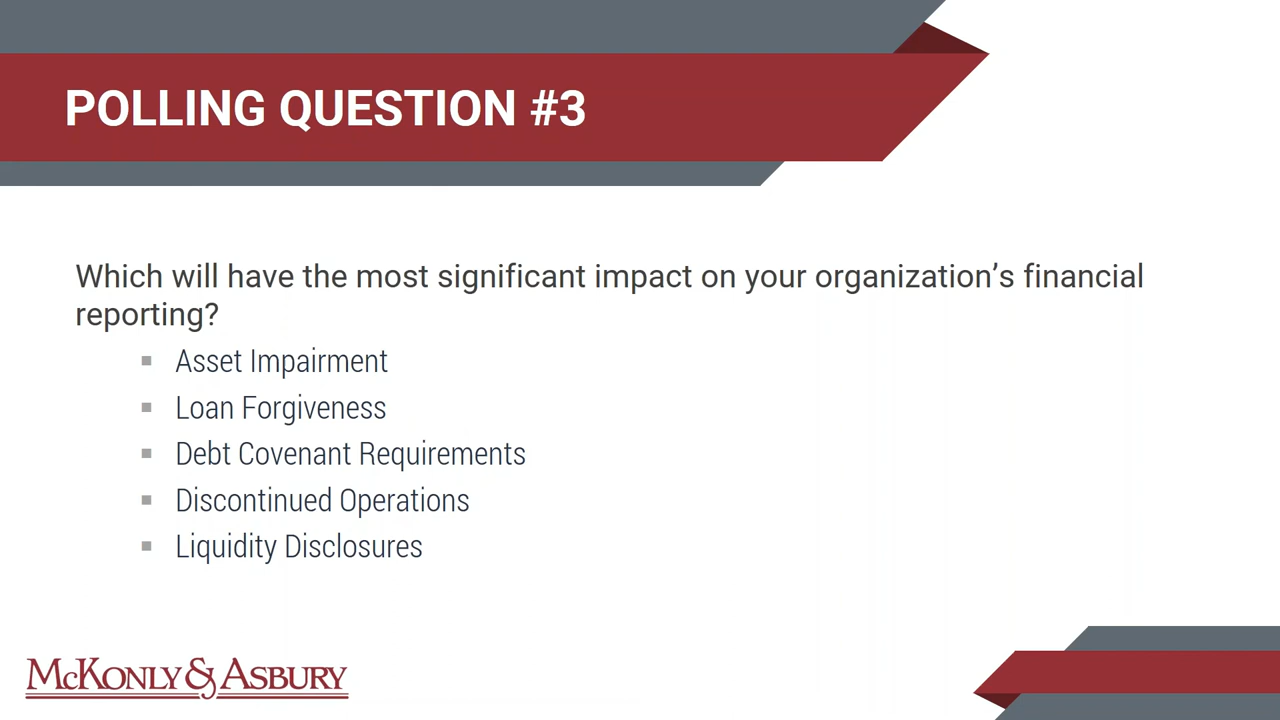 POLLING QUESTION #3
Which will have the most significant impact on your organization’s financial
reporting?
Asset Impairment
Loan Forgiveness
Debt Covenant Requirements
Discontinued Operations
Liquidity Disclosures
McKonly & Asbury